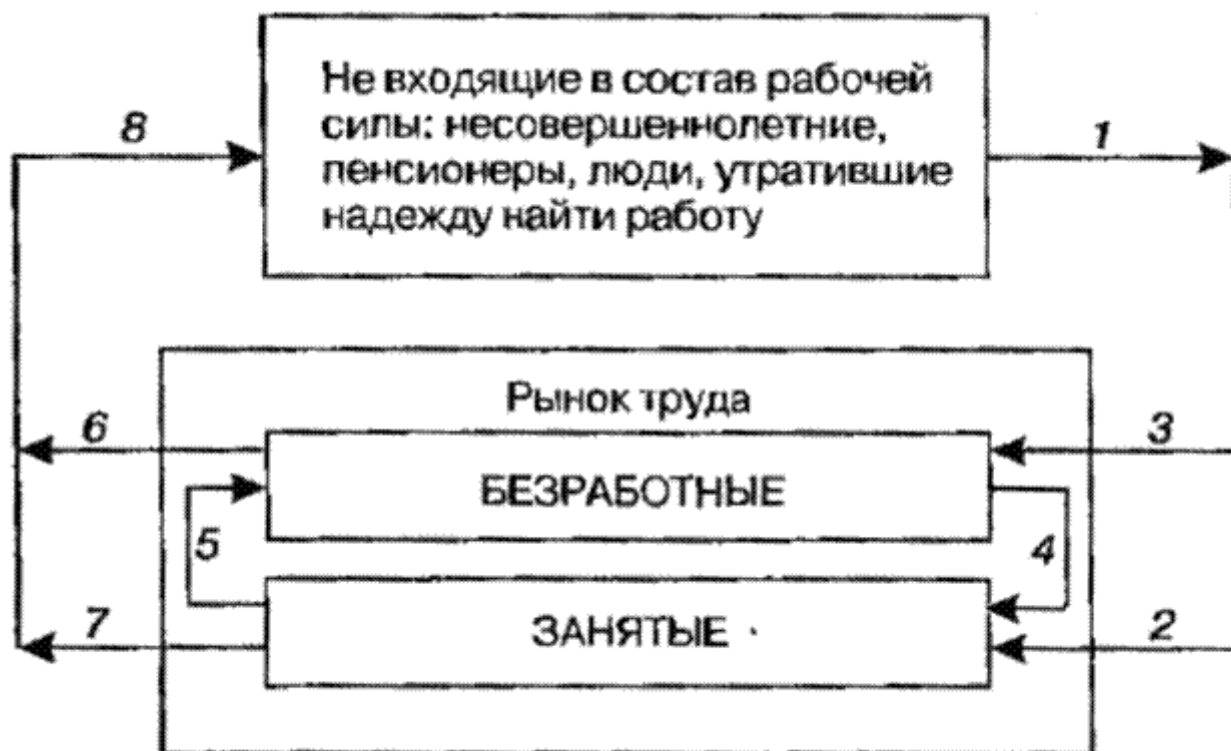 Не входящие в состав рабочей
силы: несовершеннолетние,
пенсионеры, люди, утратившие
надежду найти работу
8
1
Рынок труда
6
3
БЕЗРАБОТНЫЕ
5
4
ЗАНЯТЫЕ
7
2